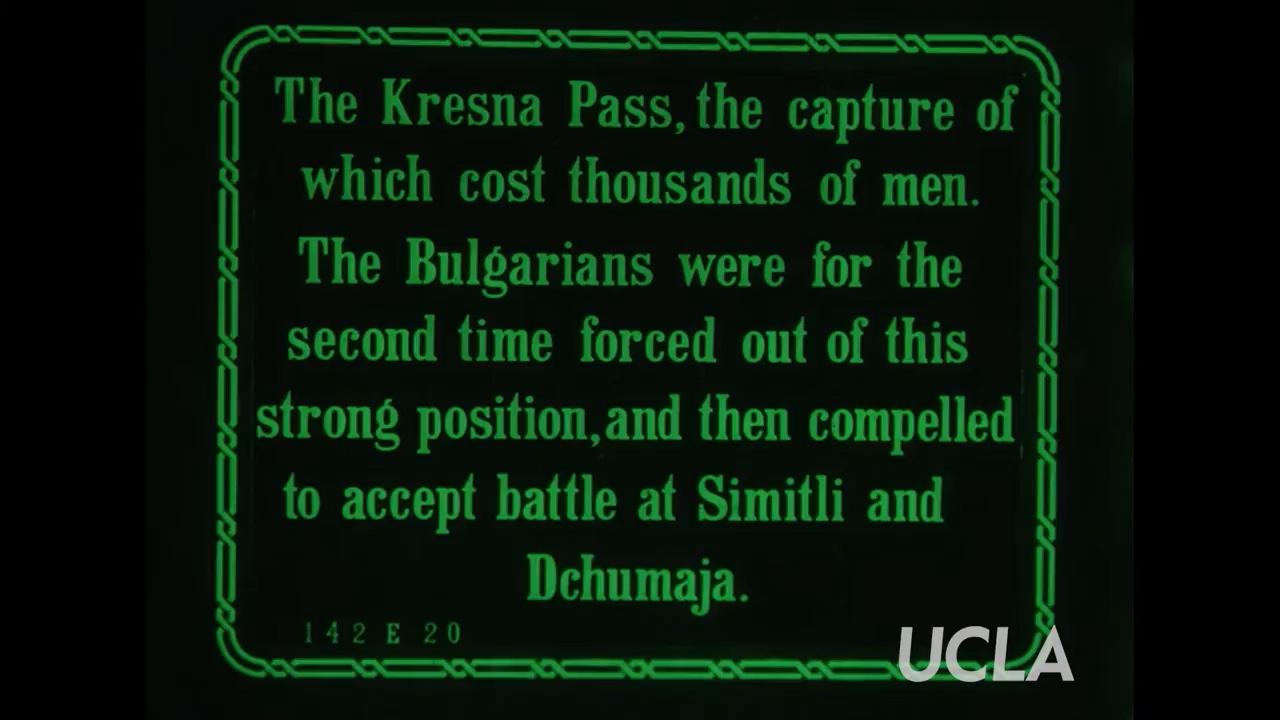 The Kresna Pass, the capture of
which cost thousands of men.
The Bulgarians were for the
second time forced out of this
strong position, and then compelled
to accept battle at Simitli and
Dchumaja.
142 E 20
UCLA